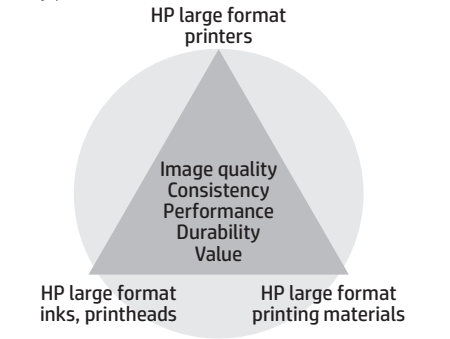 HP large format
printers
Image quality
Consistency
Performance
Durability
Value
HP large format
inks, printheads
HP large format
printing materials